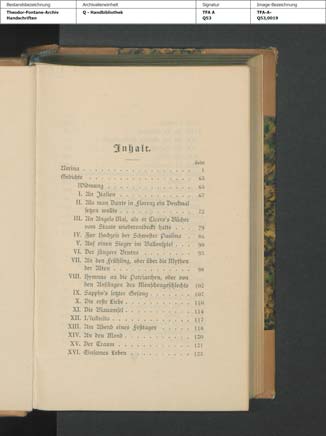 Bestandsbezeichnung Archivalieneinheit Signatur Image-Bezeichnung
Theodor-Fontane-Archiv Q - Handbibliothek TFA A TFA-A-
Handschriften Q53 Q53,0019
Inhalt.
Seite
Nerina . . . 1
Gedichte . . . 63
Widmung . . . 65
I. An Italien . . . 67
II. Als man Dante in Florenz ein Denkmal
setzen wollte . . . 72
III. An Angelo Mai, als er Cicero's Bücher
vom Staate wiederentdeckt hatte . . . 79
IV. Zur Hochzeit der Schwester Paulina . . .
V. Auf einen Sieger im Ballonspiel . . . 90
VI. Der jüngere Brutus . . . 93
VII. An den Frühling, oder über die Mythen
der Alten . . . 98
VIII. Hymnus an die Patriarchen, oder von
den Anfängen des Menschengeschlechts 102
IX. Sappho's letzter Gesang . . . 107
X. Die erste Liebe . . . 110
XI. Die Blauamsel . . . 114
XII. L'Infinito . . . 117
XIII. Am Abend eines Festtages . . . 118
XIV. An den Mond . . . 120
XV. Der Traum . . . 121
XVI. Einsames Leben . . . 125